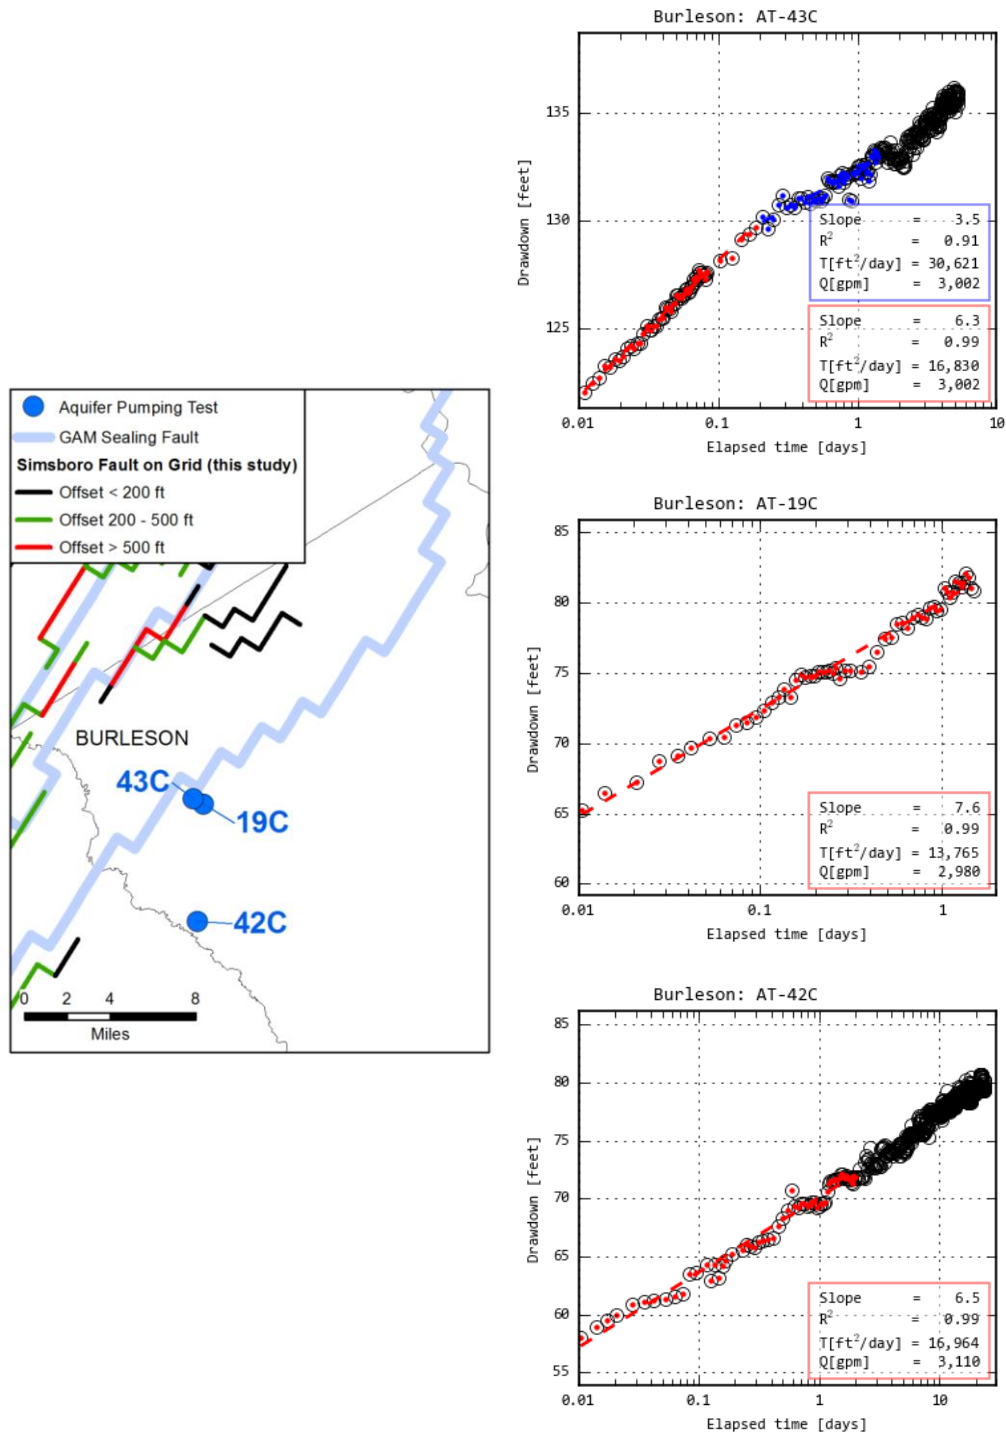 Burleson: AT-43C
135
130
125
Drawdown [feet]
Slope = 3.5
R² = 0.91
T[ft²/day] = 30,621
Q[gpm] = 3,002
Slope = 6.3
R² = 0.99
T[ft²/day] = 16,830
Q[gpm] = 3,002
0.01 0.1 1 10
Elapsed time [days]
Aquifer Pumping Test
GAM Sealing Fault
Simsboro Fault on Grid (this study)
Offset < 200 ft
Offset 200 - 500 ft
Offset > 500 ft
BURLESON
43C
19C
42C
0 2 4 8
Miles
Burleson: AT-19C
85
80
75
70
65
60
Drawdown [feet]
Slope = 7.6
R² = 0.99
T[ft²/day] = 13,765
Q[gpm] = 2,980
0.01 0.1 1
Elapsed time [days]
Burleson: AT-42C
85
80
75
70
65
60
55
Drawdown [feet]
Slope = 6.5
R² = 0.99
T[ft²/day] = 16,964
Q[gpm] = 3,110
0.01 0.1 1 10
Elapsed time [days]